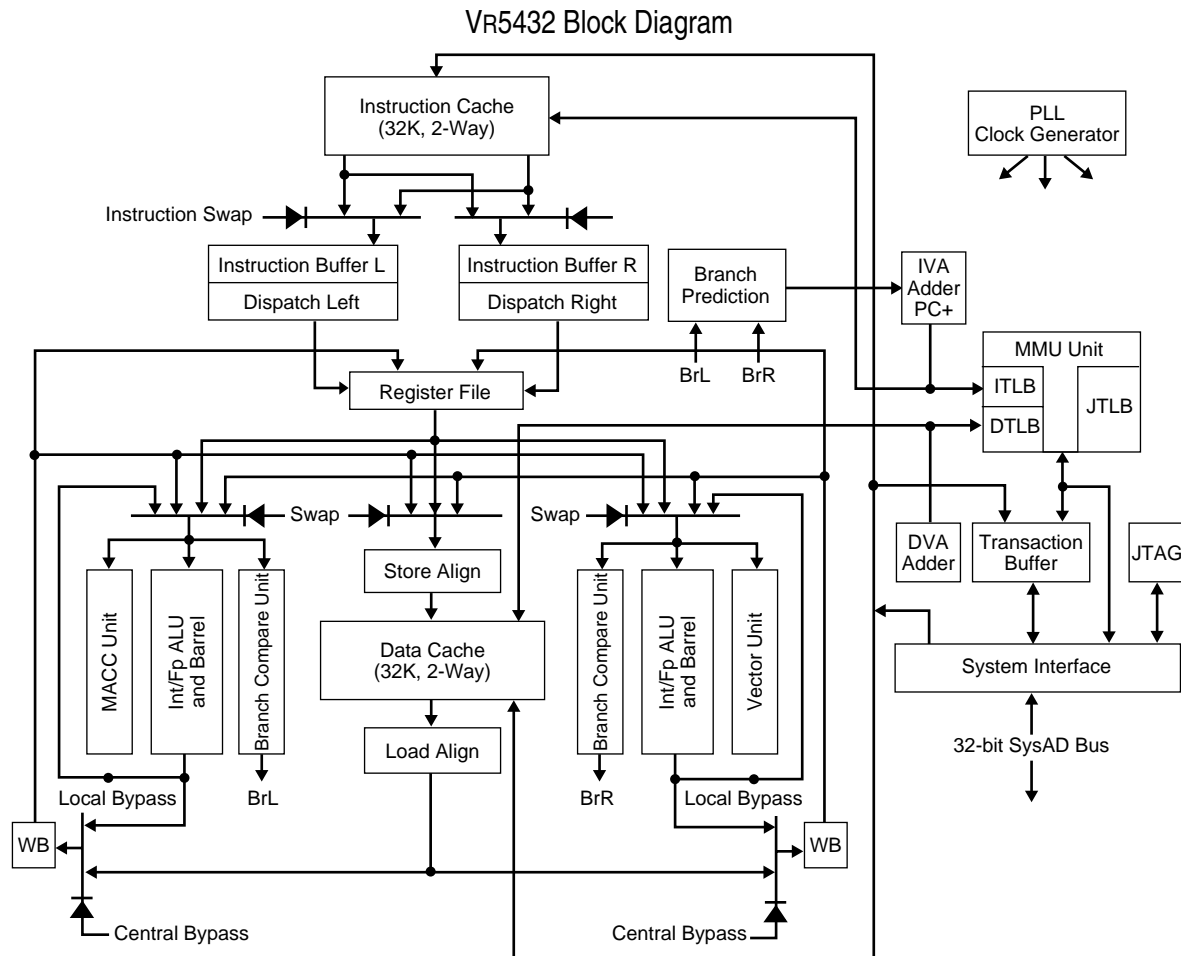 VR5432 Block Diagram
Instruction Cache
(32K, 2-Way)
PLL
Clock Generator
Instruction Swap
Instruction Buffer L
Dispatch Left
Instruction Buffer R
Dispatch Right
Branch
Prediction
IVA
Adder
PC+
BrL
BrR
MMU Unit
ITLB
DTLB
JTLB
Register File
Swap
Swap
MACC Unit
Int/Fp ALU
and Barrel
Branch Compare Unit
Store Align
Data Cache
(32K, 2-Way)
Load Align
Branch Compare Unit
Int/Fp ALU
and Barrel
Vector Unit
DVA
Adder
Transaction
Buffer
JTAG
System Interface
32-bit SysAD Bus
Local Bypass
BrL
BrR
Local Bypass
WB
WB
Central Bypass
Central Bypass